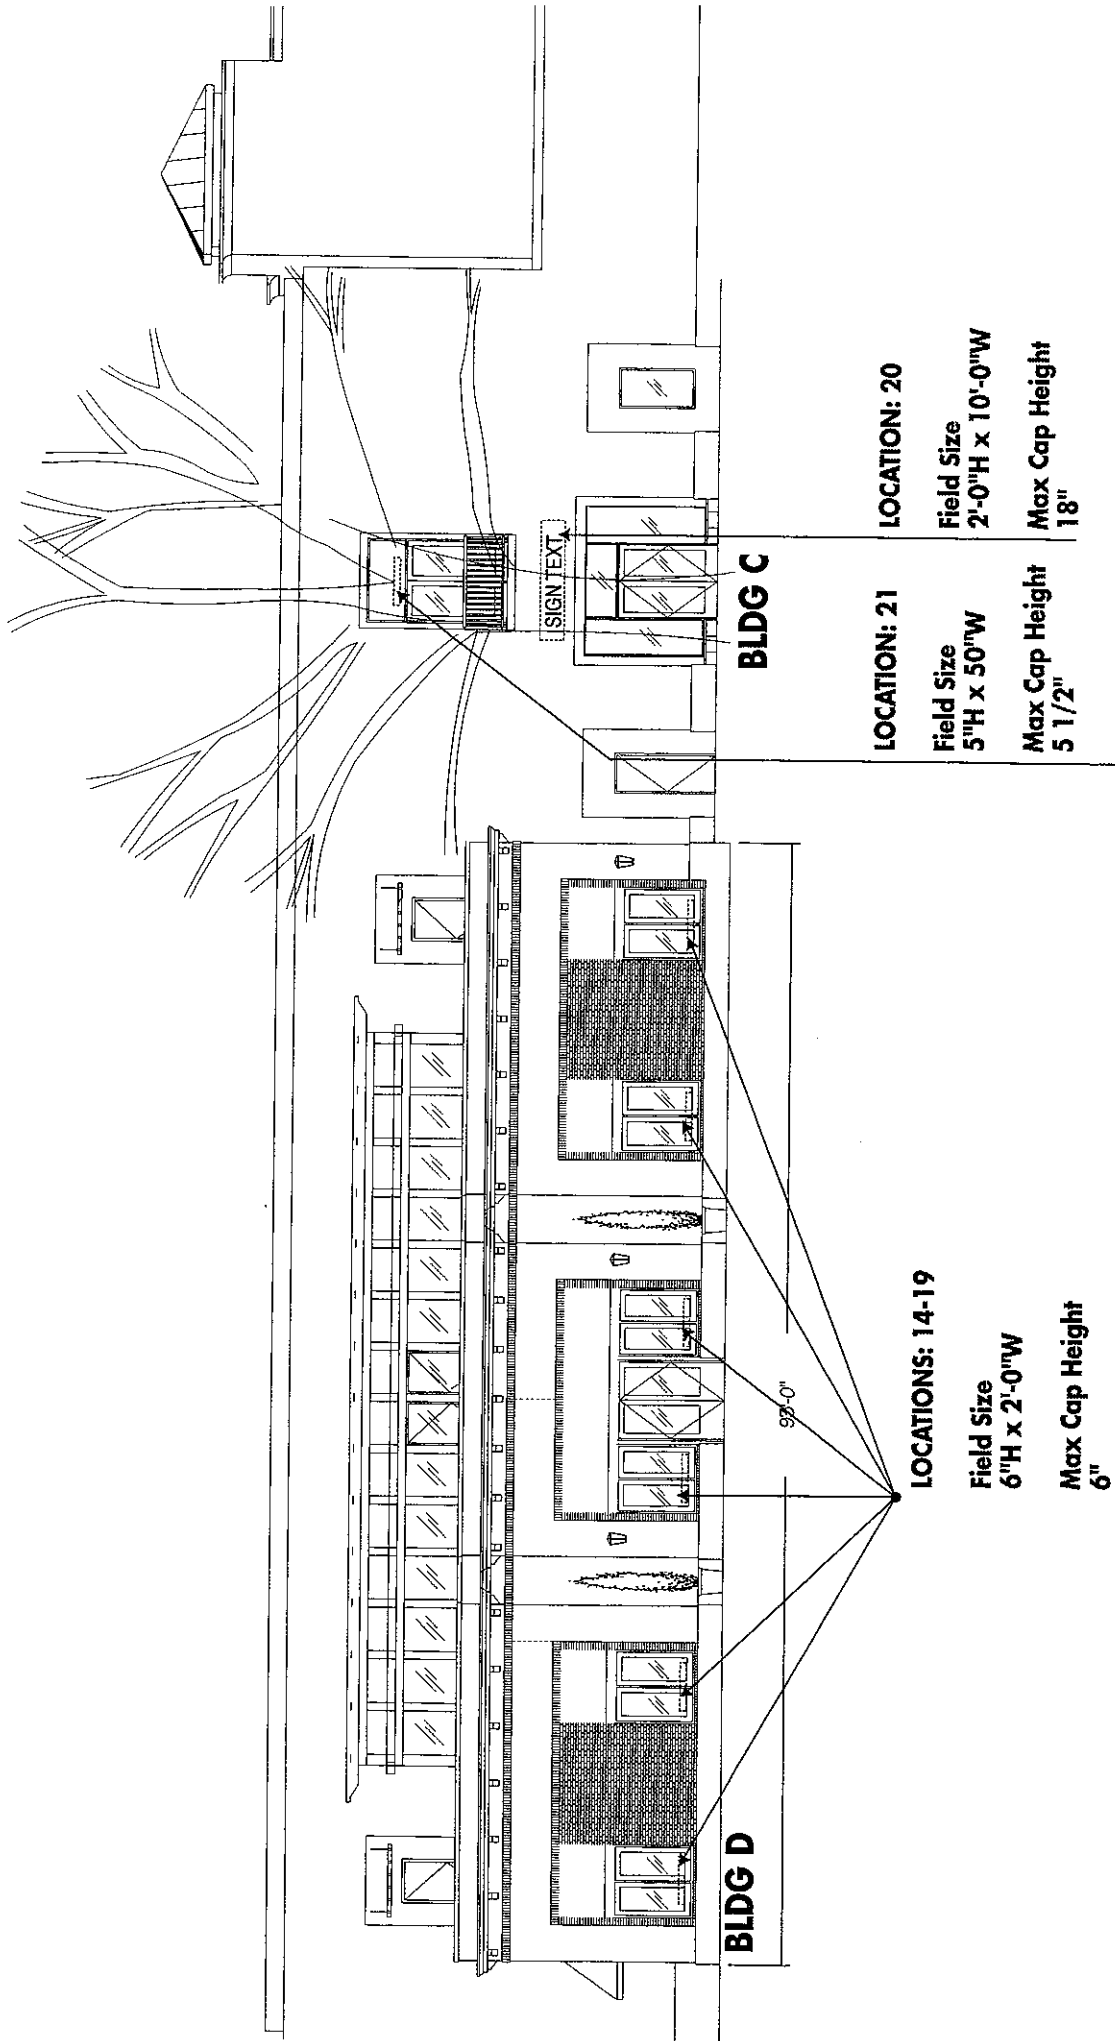 SIGN TEXT
BLDG D
BLDG C
LOCATIONS: 14-19
Field Size
6"H x 2'-0"W
Max Cap Height
6"
LOCATION: 21
Field Size
5"H x 50"W
Max Cap Height
5 1/2"
LOCATION: 20
Field Size
2'-0"H x 10'-0"W
Max Cap Height
18"